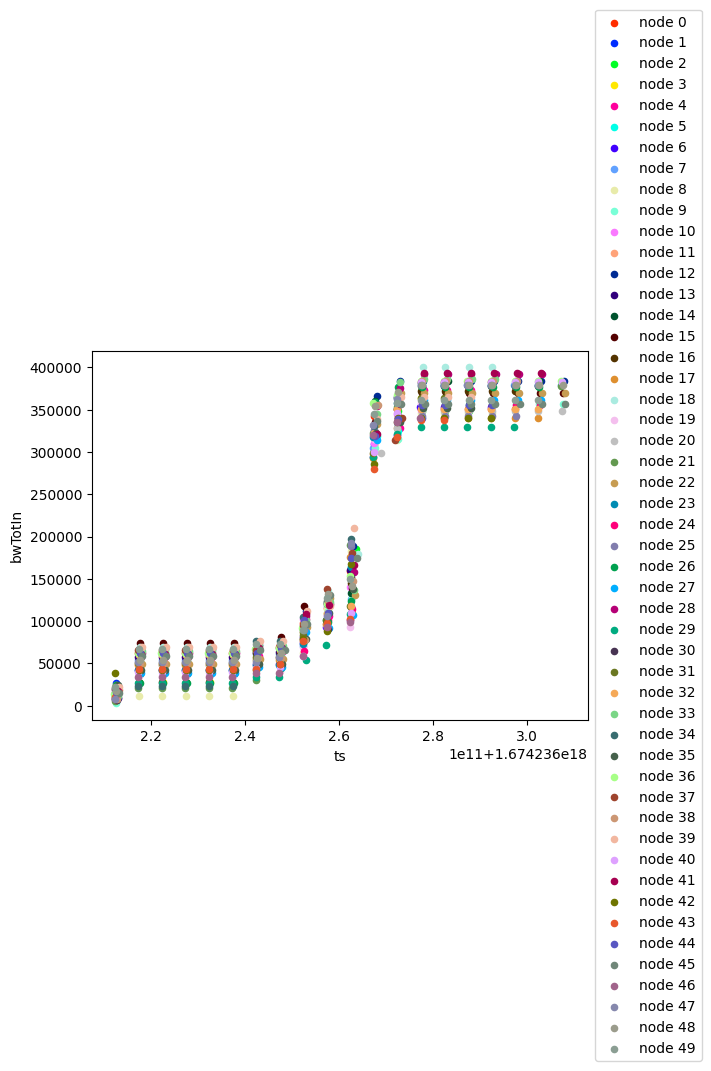 node 0
node 1
node 2
node 3
node 4
node 5
node 6
node 7
node 8
node 9
node 10
node 11
node 12
node 13
node 14
node 15
node 16
node 17
node 18
node 19
node 20
node 21
node 22
node 23
node 24
node 25
node 26
node 27
node 28
node 29
node 30
node 31
node 32
node 33
node 34
node 35
node 36
node 37
node 38
node 39
node 40
node 41
node 42
node 43
node 44
node 45
node 46
node 47
node 48
node 49
bwTotIn
400000
350000
300000
250000
200000
150000
100000
50000
0
2.2 2.4 2.6 2.8 3.0
ts
1e11+1.674236e18